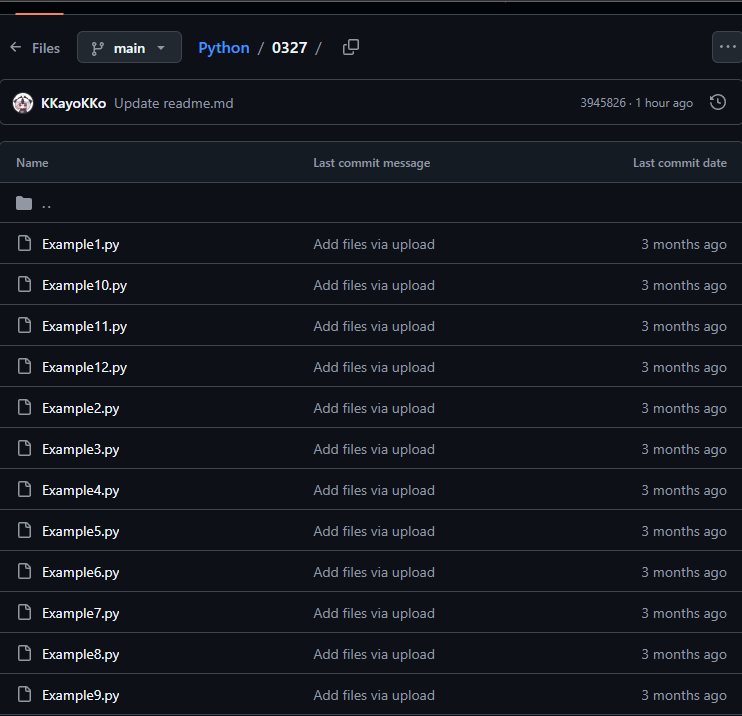 Files main Python / 0327 /
KKayoKKo Update readme.md 3945826 · 1 hour ago
Name Last commit message Last commit date
..
Example1.py Add files via upload 3 months ago
Example10.py Add files via upload 3 months ago
Example11.py Add files via upload 3 months ago
Example12.py Add files via upload 3 months ago
Example2.py Add files via upload 3 months ago
Example3.py Add files via upload 3 months ago
Example4.py Add files via upload 3 months ago
Example5.py Add files via upload 3 months ago
Example6.py Add files via upload 3 months ago
Example7.py Add files via upload 3 months ago
Example8.py Add files via upload 3 months ago
Example9.py Add files via upload 3 months ago